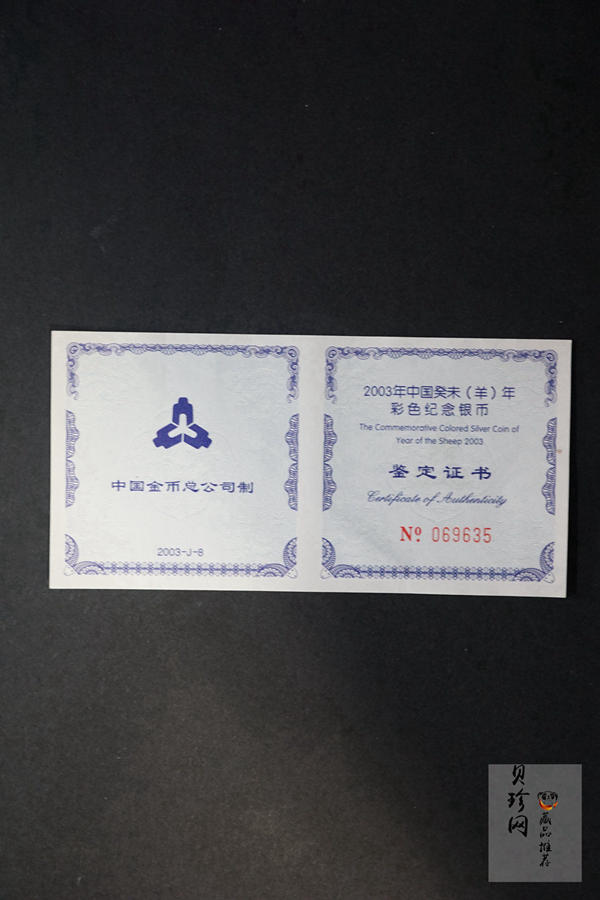 中国金币总公司制
2003-J-8
2003年中国癸未（羊）年
彩色纪念银币
The Commemorative Colored Silver Coin of
Year of the Sheep 2003
鉴定证书
Certificate of Authenticity
Nº 069635
贝珍网
藏品推荐